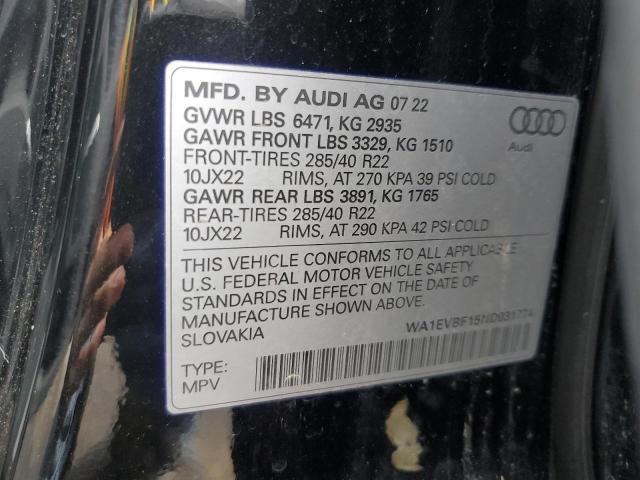 MFD. BY AUDI AG 07 22
GVWR LBS 6471, KG 2935
GAWR FRONT LBS 3329, KG 1510
FRONT-TIRES 285/40 R22
10JX22 RIMS, AT 270 KPA 39 PSI COLD
GAWR REAR LBS 3891, KG 1765
REAR-TIRES 285/40 R22
10JX22 RIMS, AT 290 KPA 42 PSI COLD
Audi
THIS VEHICLE CONFORMS TO ALL APPLICABLE
U.S. FEDERAL MOTOR VEHICLE SAFETY
STANDARDS IN EFFECT ON THE DATE OF
MANUFACTURE SHOWN ABOVE.
SLOVAKIA
WA1EVBF15ND031774
TYPE:
MPV